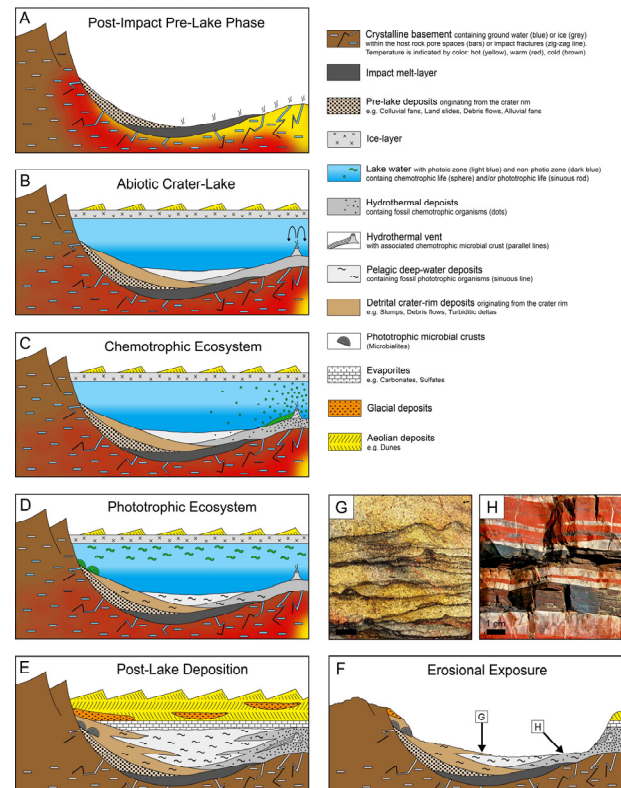 A
Post-Impact Pre-Lake Phase
B
Abiotic Crater-Lake
C
Chemotrophic Ecosystem
D
Phototrophic Ecosystem
E
Post-Lake Deposition
Crystalline basement containing ground water (blue) or ice (grey)
within the host rock pore spaces (bars) or impact fractures (zig-zag line).
Temperature is indicated by color: hot (yellow), warm (red), cold (brown)
Impact melt-layer
Pre-lake deposits originating from the crater rim
e.g. Colluvial fans, Land slides, Debris flows, Alluvial fans
Ice-layer
Lake water with photoic zone (light blue) and non photic zone (dark blue)
containg chemotrophic life (sphere) and/or phototrophic life (sinuous rod)
Hydrothermal depoists
containg fossil chemotrophic organisms (dots)
Hydrothermal vent
with associated chemotrophic microbial crust (parallel lines)
Pelagic deep-water deposits
containing fossil phototrophic organisms (sinuous line)
Detrital crater-rim deposits originating from the crater rim
e.g. Slumps, Debris flows, Turbiditic deltas
Phototrophic microbial crusts
(Microbialites)
Evaporites
e.g. Carbonates, Sulfates
Glacial deposits
Aeolian deposits
e.g. Dunes
G
H
1 cm
F
Erosional Exposure
G
H